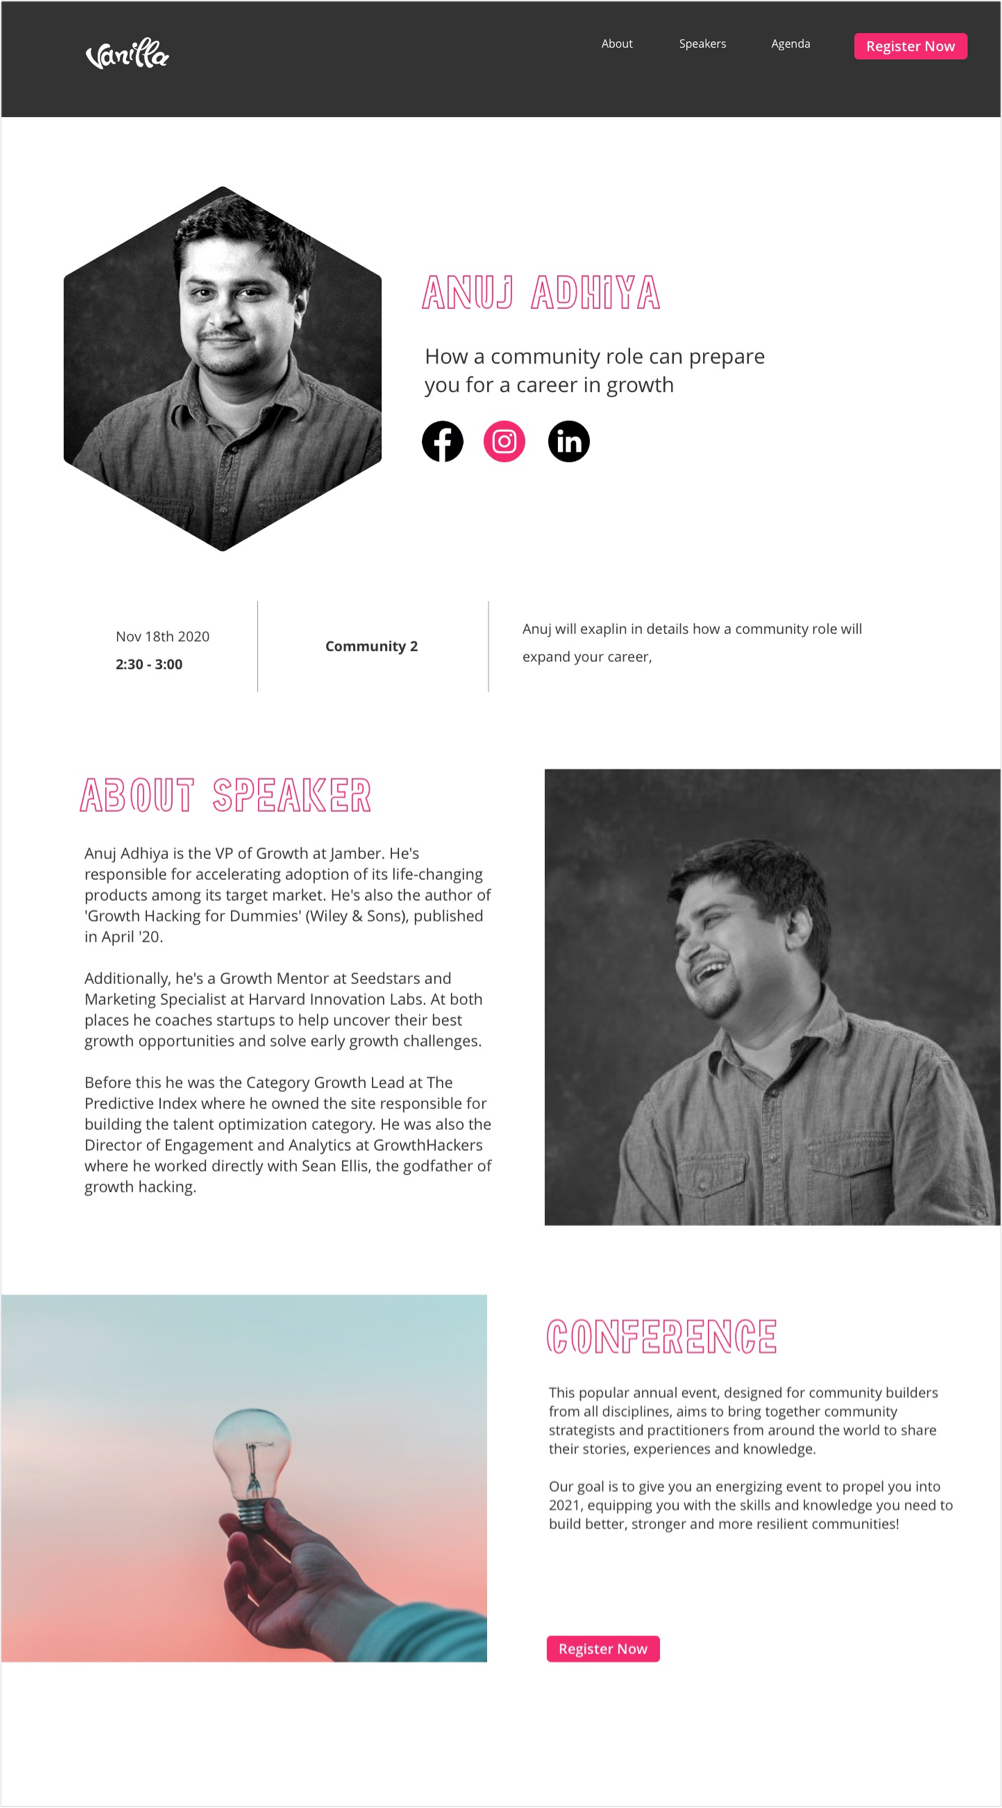 Vanilla
About Speakers Agenda Register Now
ANUJ ADHIYA
How a community role can prepare
you for a career in growth
in
Nov 18th 2020
2:30 - 3:00
Community 2
Anuj will exaplin in details how a community role will
expand your career,
ABOUT SPEAKER
Anuj Adhiya is the VP of Growth at Jamber. He's
responsible for accelerating adoption of its life-changing
products among its target market. He's also the author of
'Growth Hacking for Dummies' (Wiley & Sons), published
in April '20.
Additionally, he's a Growth Mentor at Seedstars and
Marketing Specialist at Harvard Innovation Labs. At both
places he coaches startups to help uncover their best
growth opportunities and solve early growth challenges.
Before this he was the Category Growth Lead at The
Predictive Index where he owned the site responsible for
building the talent optimization category. He was also the
Director of Engagement and Analytics at GrowthHackers
where he worked directly with Sean Ellis, the godfather of
growth hacking.
CONFERENCE
This popular annual event, designed for community builders
from all disciplines, aims to bring together community
strategists and practitioners from around the world to share
their stories, experiences and knowledge.
Our goal is to give you an energizing event to propel you into
2021, equipping you with the skills and knowledge you need to
build better, stronger and more resilient communities!
Register Now